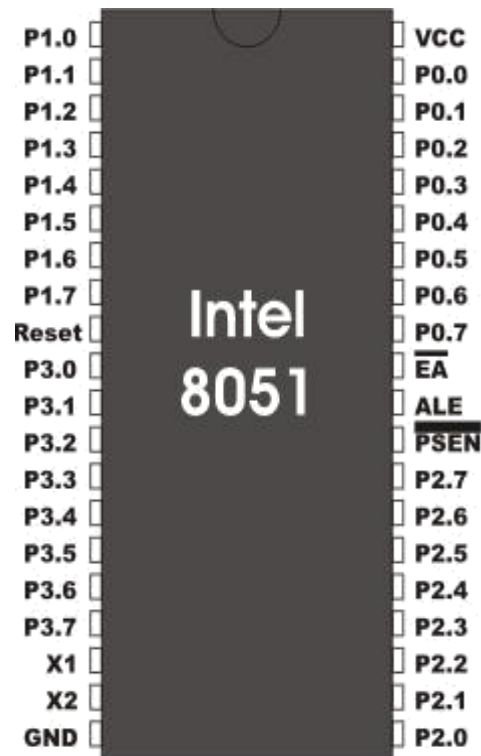 P1.0
P1.1
P1.2
P1.3
P1.4
P1.5
P1.6
P1.7
Reset
P3.0
P3.1
P3.2
P3.3
P3.4
P3.5
P3.6
P3.7
X1
X2
GND
Intel
8051
VCC
P0.0
P0.1
P0.2
P0.3
P0.4
P0.5
P0.6
P0.7
E̅A̅
ALE
P̅S̅E̅N̅
P2.7
P2.6
P2.5
P2.4
P2.3
P2.2
P2.1
P2.0